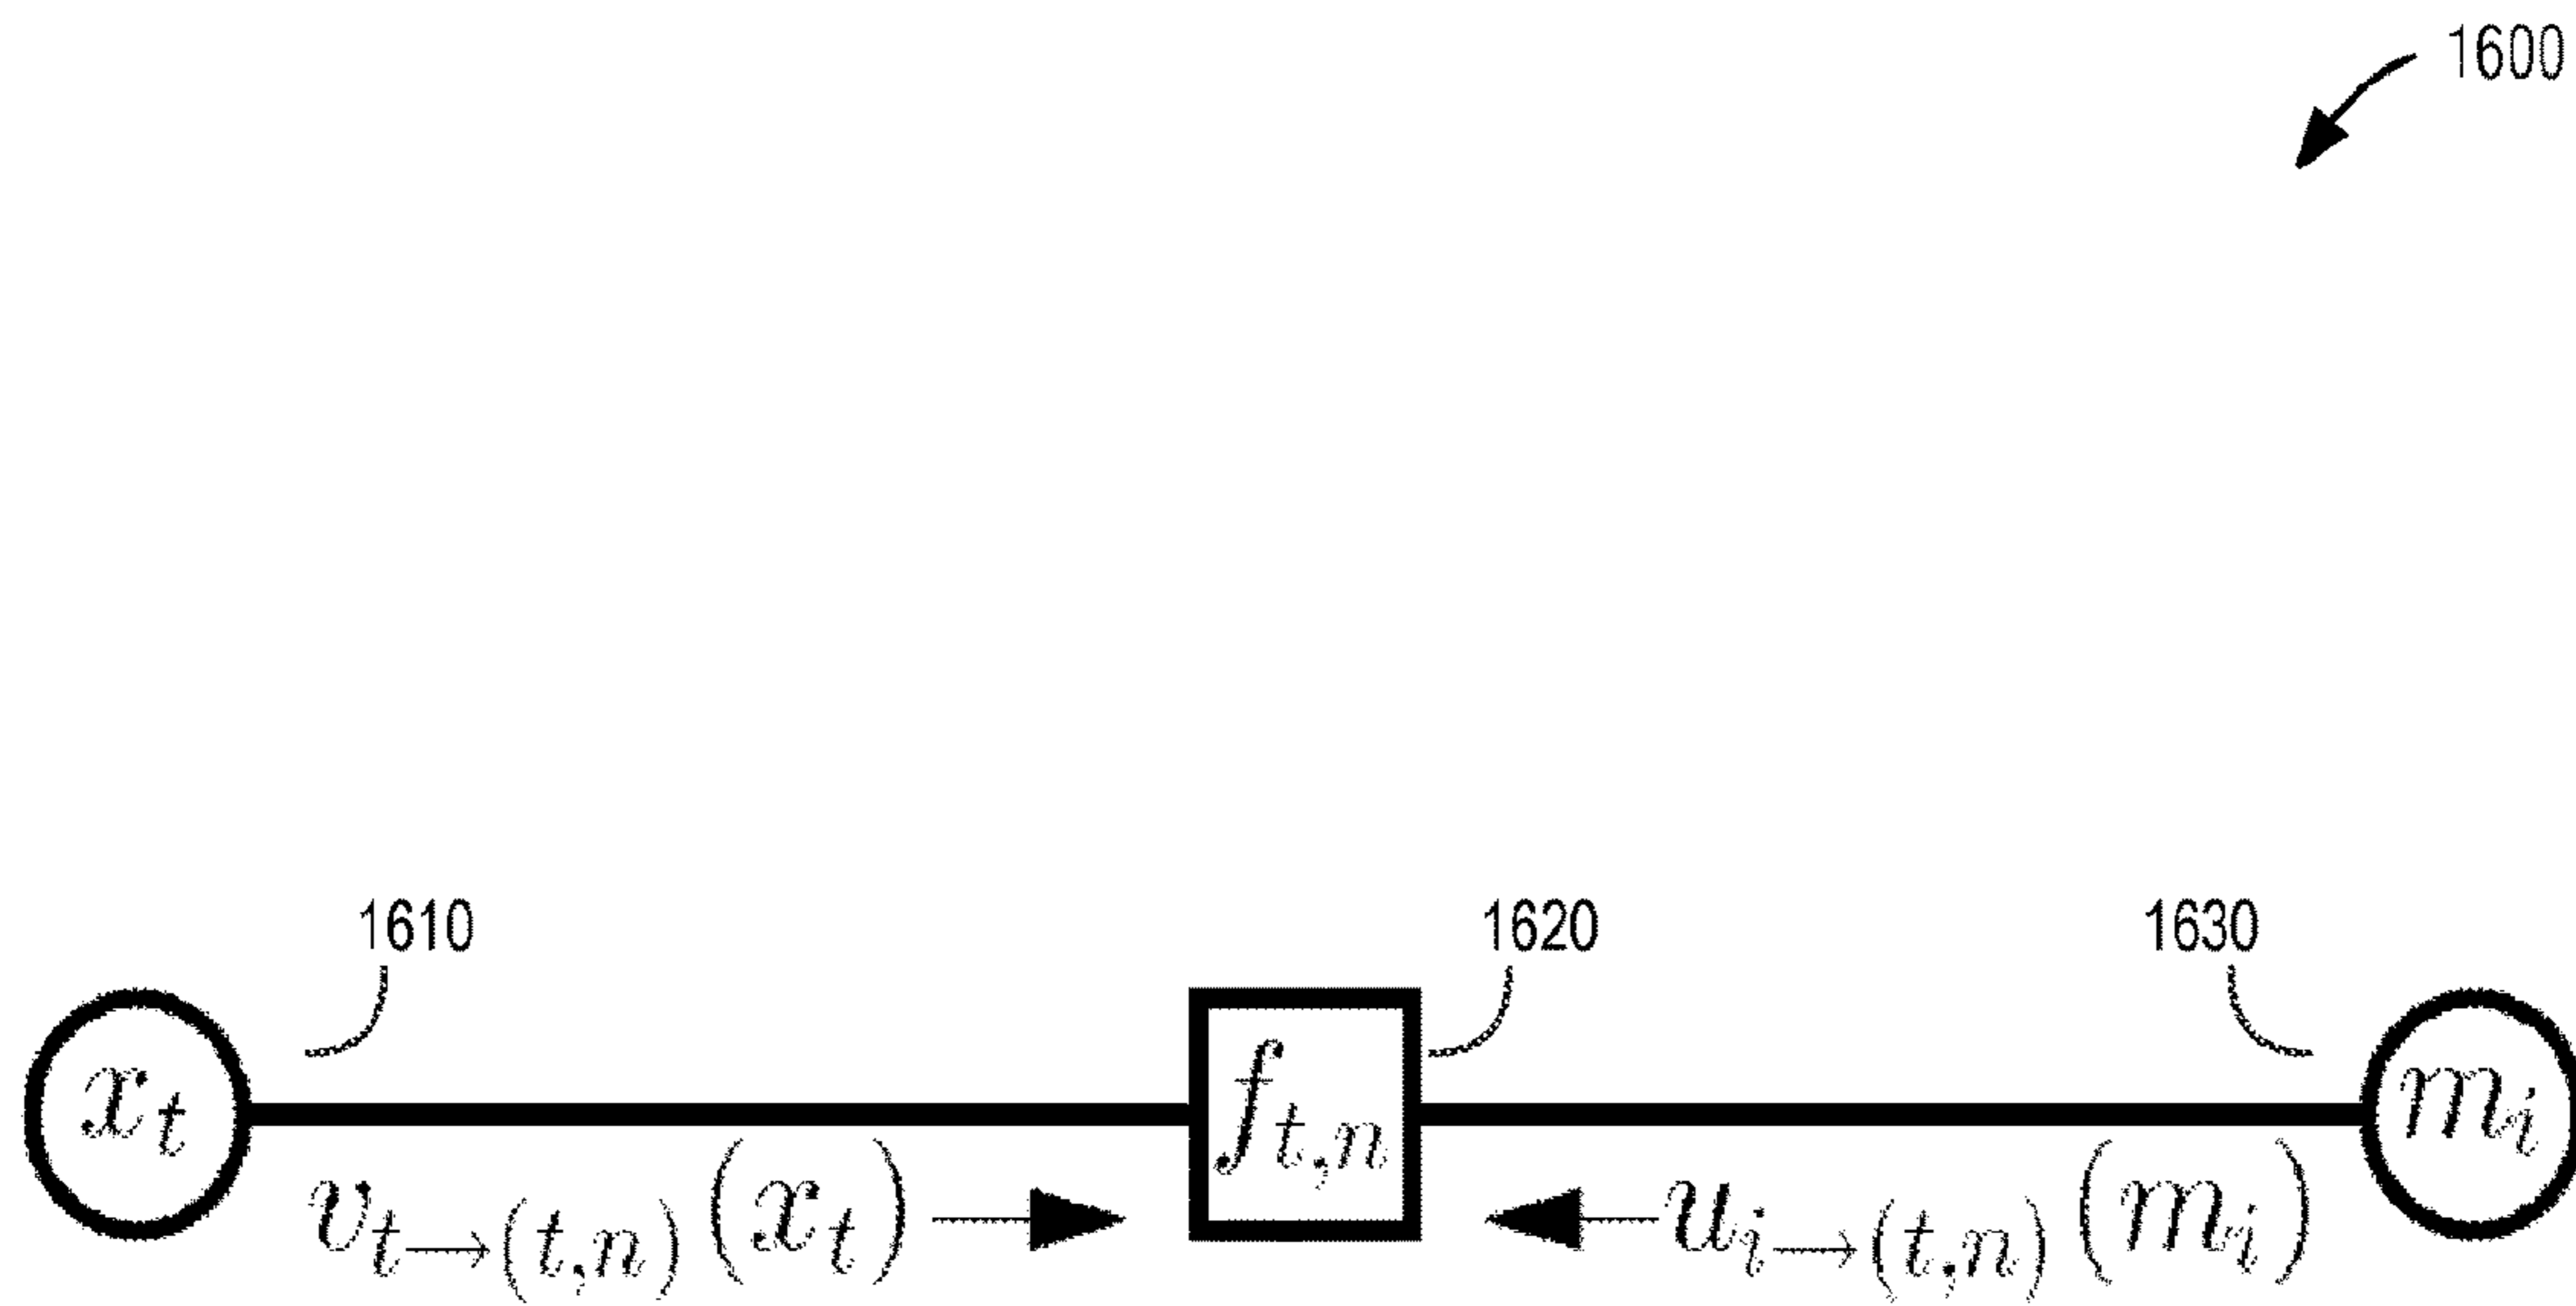 1600
1610 1620 1630
x_t f_{t,n} m_i
v_{t→(t,n)}(x_t) u_{i→(t,n)}(m_i)